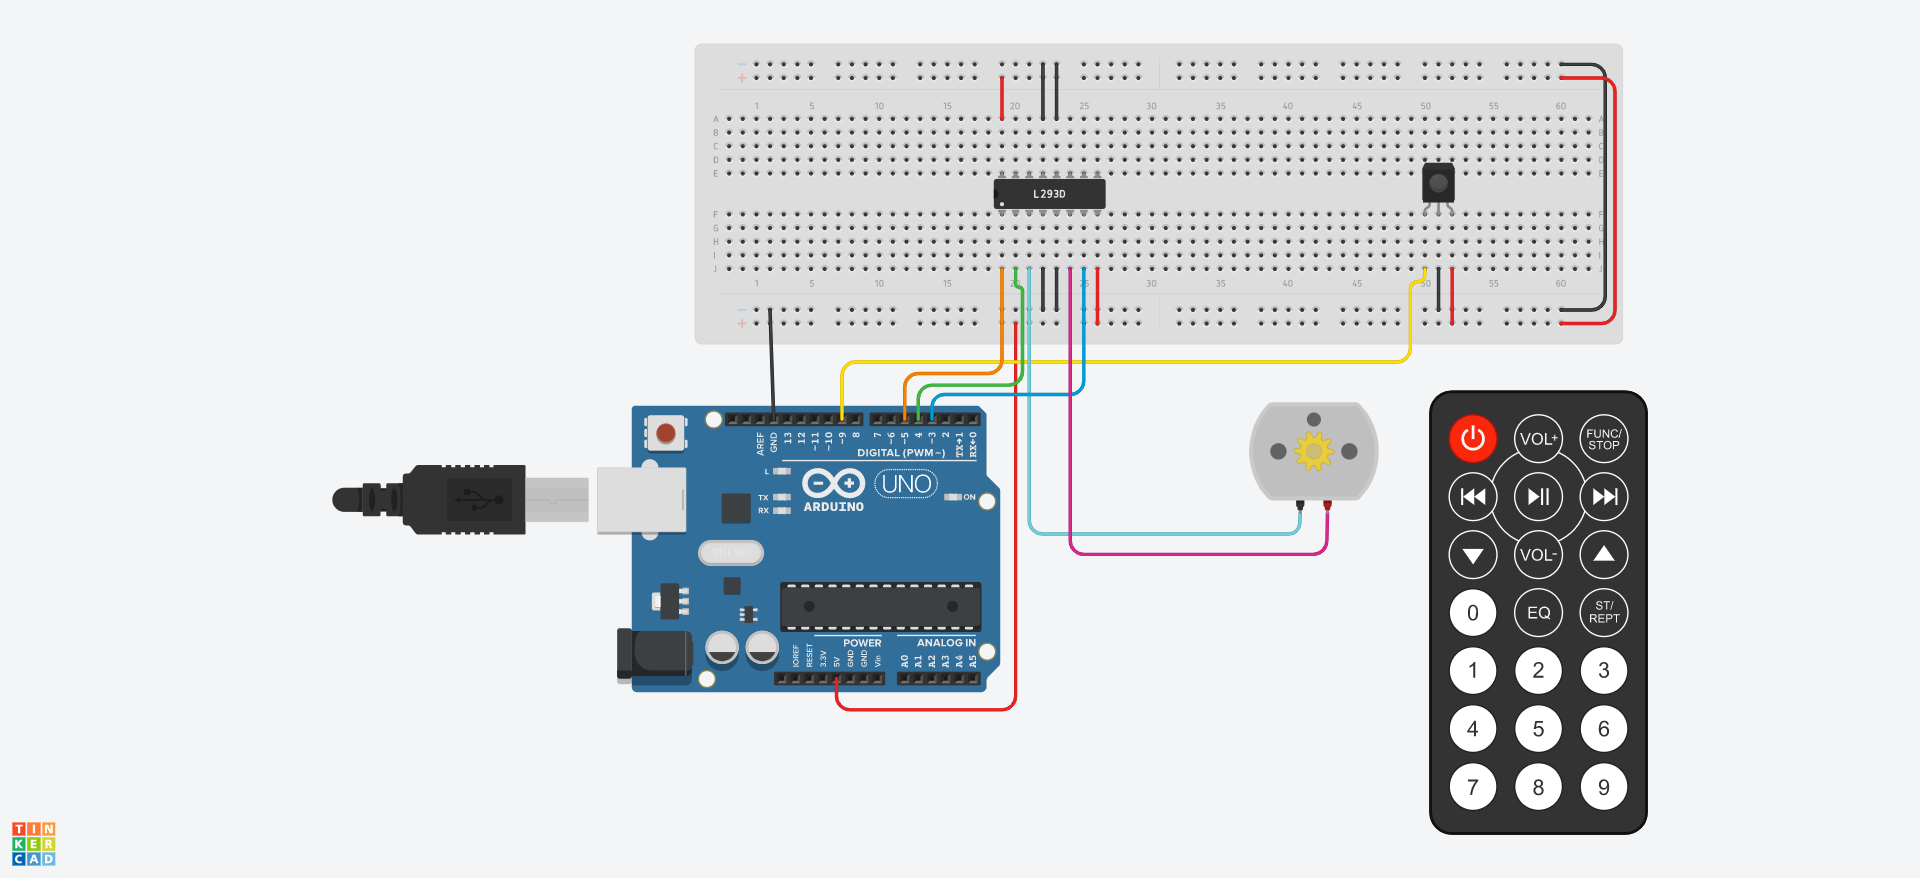 − −
+ +
1 5 10 15 20 25 30 35 40 45 50 55 60
A A
B B
C C
D D
E E
L293D
F F
G G
H H
I I
J J
1 5 10 15 25 30 35 40 45 50 55 60
−
+
AREF GND 13 12 ~11 ~10 ~9 8 7 ~6 ~5 4 ~3 2 TX→1 RX←0
DIGITAL (PWM~)
L
TX
RX
ARDUINO
UNO
ON
POWER
ANALOG IN
IOREF RESET 3.3V 5V GND GND Vin A0 A1 A2 A3 A4 A5
VOL+
FUNC/
STOP
VOL-
0
EQ
ST/
REPT
1 2 3
4 5 6
7 8 9
TIN
KER
CAD